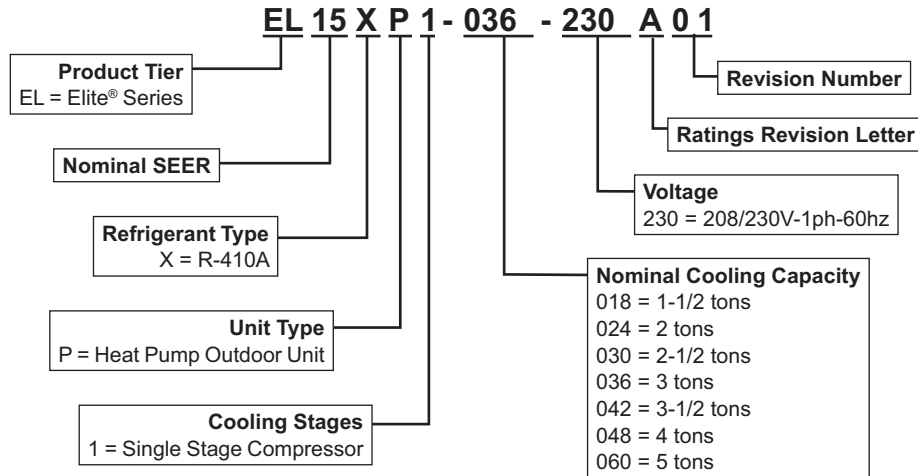 EL 15 X P 1 - 036 - 230 A 01
Product Tier
EL = Elite® Series
Nominal SEER
Refrigerant Type
X = R-410A
Unit Type
P = Heat Pump Outdoor Unit
Cooling Stages
1 = Single Stage Compressor
Revision Number
Ratings Revision Letter
Voltage
230 = 208/230V-1ph-60hz
Nominal Cooling Capacity
018 = 1-1/2 tons
024 = 2 tons
030 = 2-1/2 tons
036 = 3 tons
042 = 3-1/2 tons
048 = 4 tons
060 = 5 tons